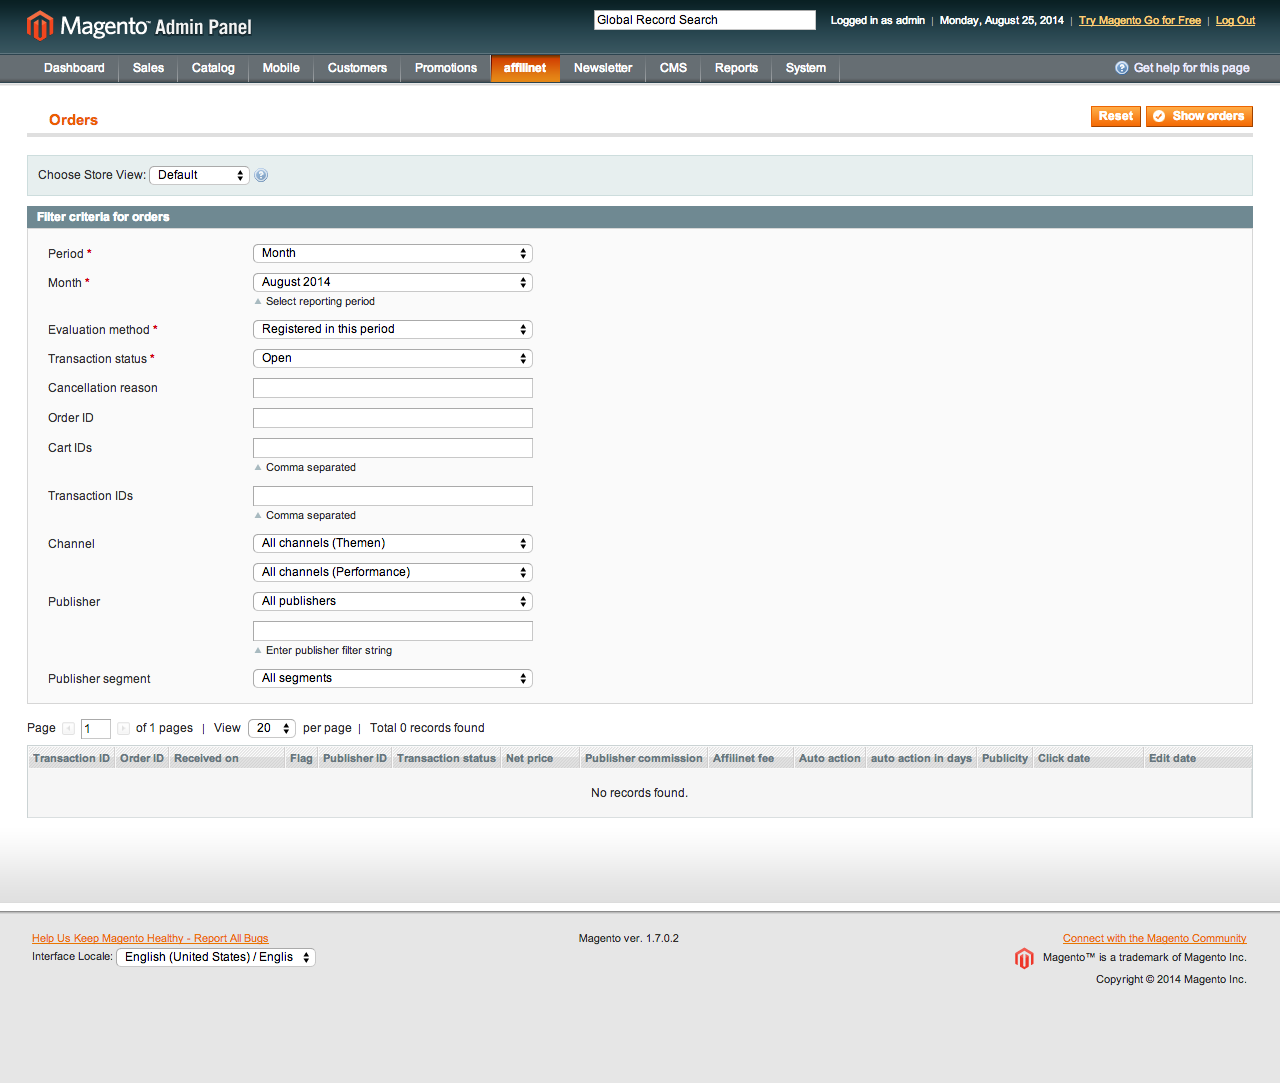 Magento™ Admin Panel
Global Record Search
Logged in as admin | Monday, August 25, 2014 | Try Magento Go for Free | Log Out
Dashboard Sales Catalog Mobile Customers Promotions affilinet Newsletter CMS Reports System Get help for this page
Orders
Reset Show orders
Choose Store View: Default
Filter criteria for orders
Period * Month
Month * August 2014
Select reporting period
Evaluation method * Registered in this period
Transaction status * Open
Cancellation reason
Order ID
Cart IDs
Comma separated
Transaction IDs
Comma separated
Channel All channels (Themen)
All channels (Performance)
Publisher All publishers
Enter publisher filter string
Publisher segment All segments
Page 1 of 1 pages | View 20 per page | Total 0 records found
Transaction ID Order ID Received on Flag Publisher ID Transaction status Net price Publisher commission Affilinet fee Auto action auto action in days Publicity Click date Edit date
No records found.
Help Us Keep Magento Healthy - Report All Bugs Magento ver. 1.7.0.2 Connect with the Magento Community
Interface Locale: English (United States) / Englis Magento™ is a trademark of Magento Inc.
Copyright © 2014 Magento Inc.